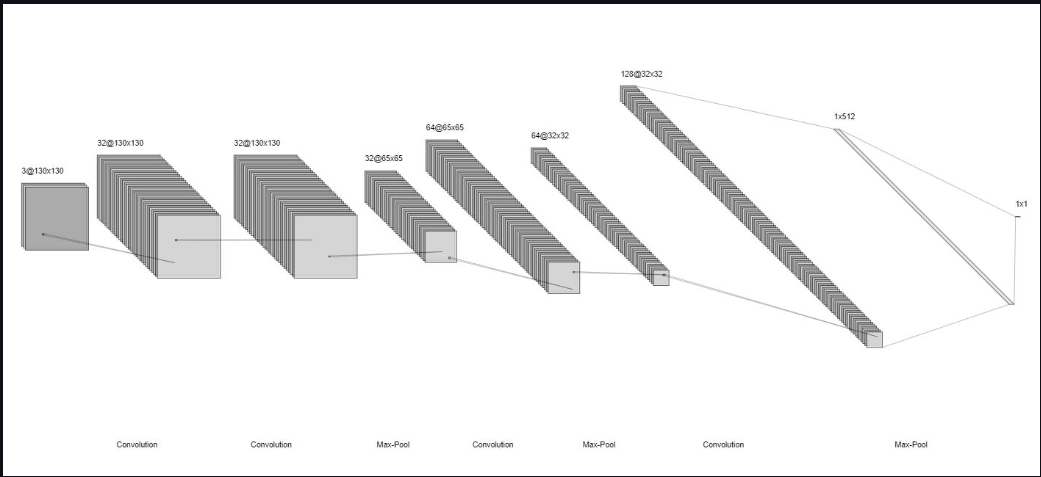 3@130x130
32@130x130
32@130x130
32@65x65
64@65x65
64@32x32
128@32x32
1x512
1x1
Convolution
Convolution
Max-Pool
Convolution
Max-Pool
Convolution
Max-Pool